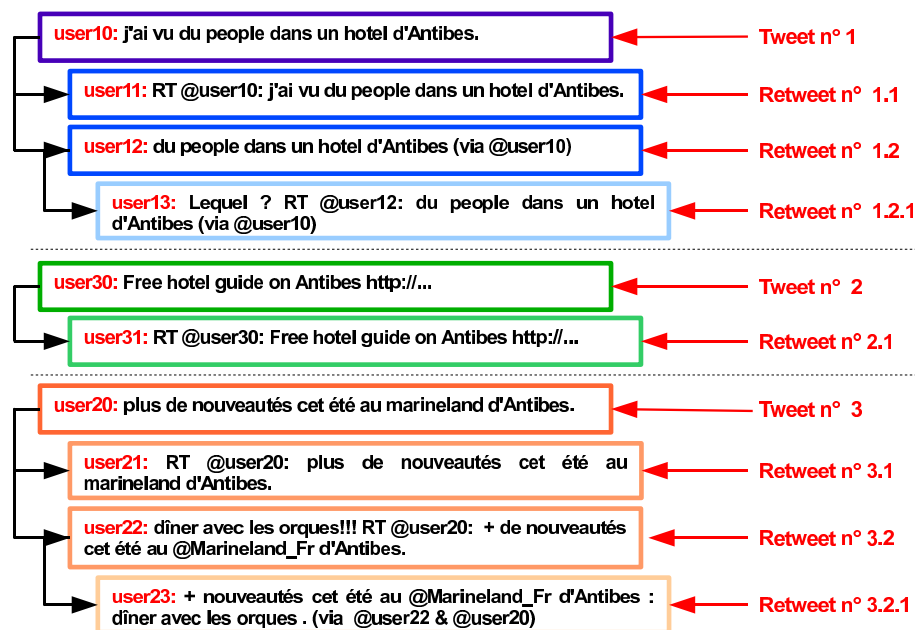 user10: j'ai vu du people dans un hotel d'Antibes.
Tweet n° 1
user11: RT @user10: j'ai vu du people dans un hotel d'Antibes.
Retweet n° 1.1
user12: du people dans un hotel d'Antibes (via @user10)
Retweet n° 1.2
user13: Lequel ? RT @user12: du people dans un hotel
d'Antibes (via @user10)
Retweet n° 1.2.1
user30: Free hotel guide on Antibes http://...
Tweet n° 2
user31: RT @user30: Free hotel guide on Antibes http://...
Retweet n° 2.1
user20: plus de nouveautés cet été au marineland d'Antibes.
Tweet n° 3
user21: RT @user20: plus de nouveautés cet été au
marineland d'Antibes.
Retweet n° 3.1
user22: dîner avec les orques!!! RT @user20: + de nouveautés
cet été au @Marineland_Fr d'Antibes.
Retweet n° 3.2
user23: + nouveautés cet été au @Marineland_Fr d'Antibes :
dîner avec les orques . (via @user22 & @user20)
Retweet n° 3.2.1